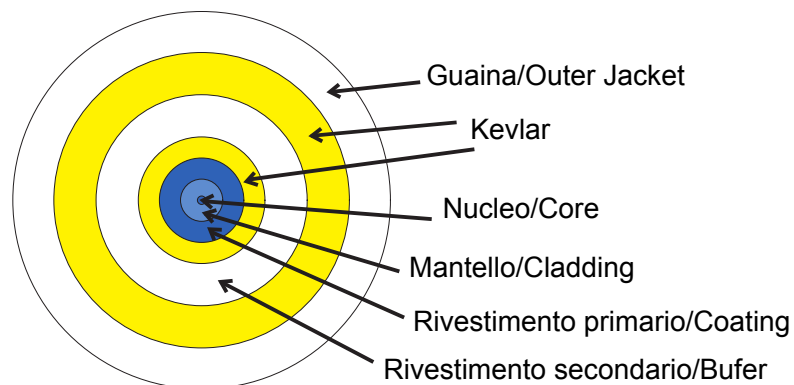 Guaina/Outer Jacket
Kevlar
Nucleo/Core
Mantello/Cladding
Rivestimento primario/Coating
Rivestimento secondario/Bufer